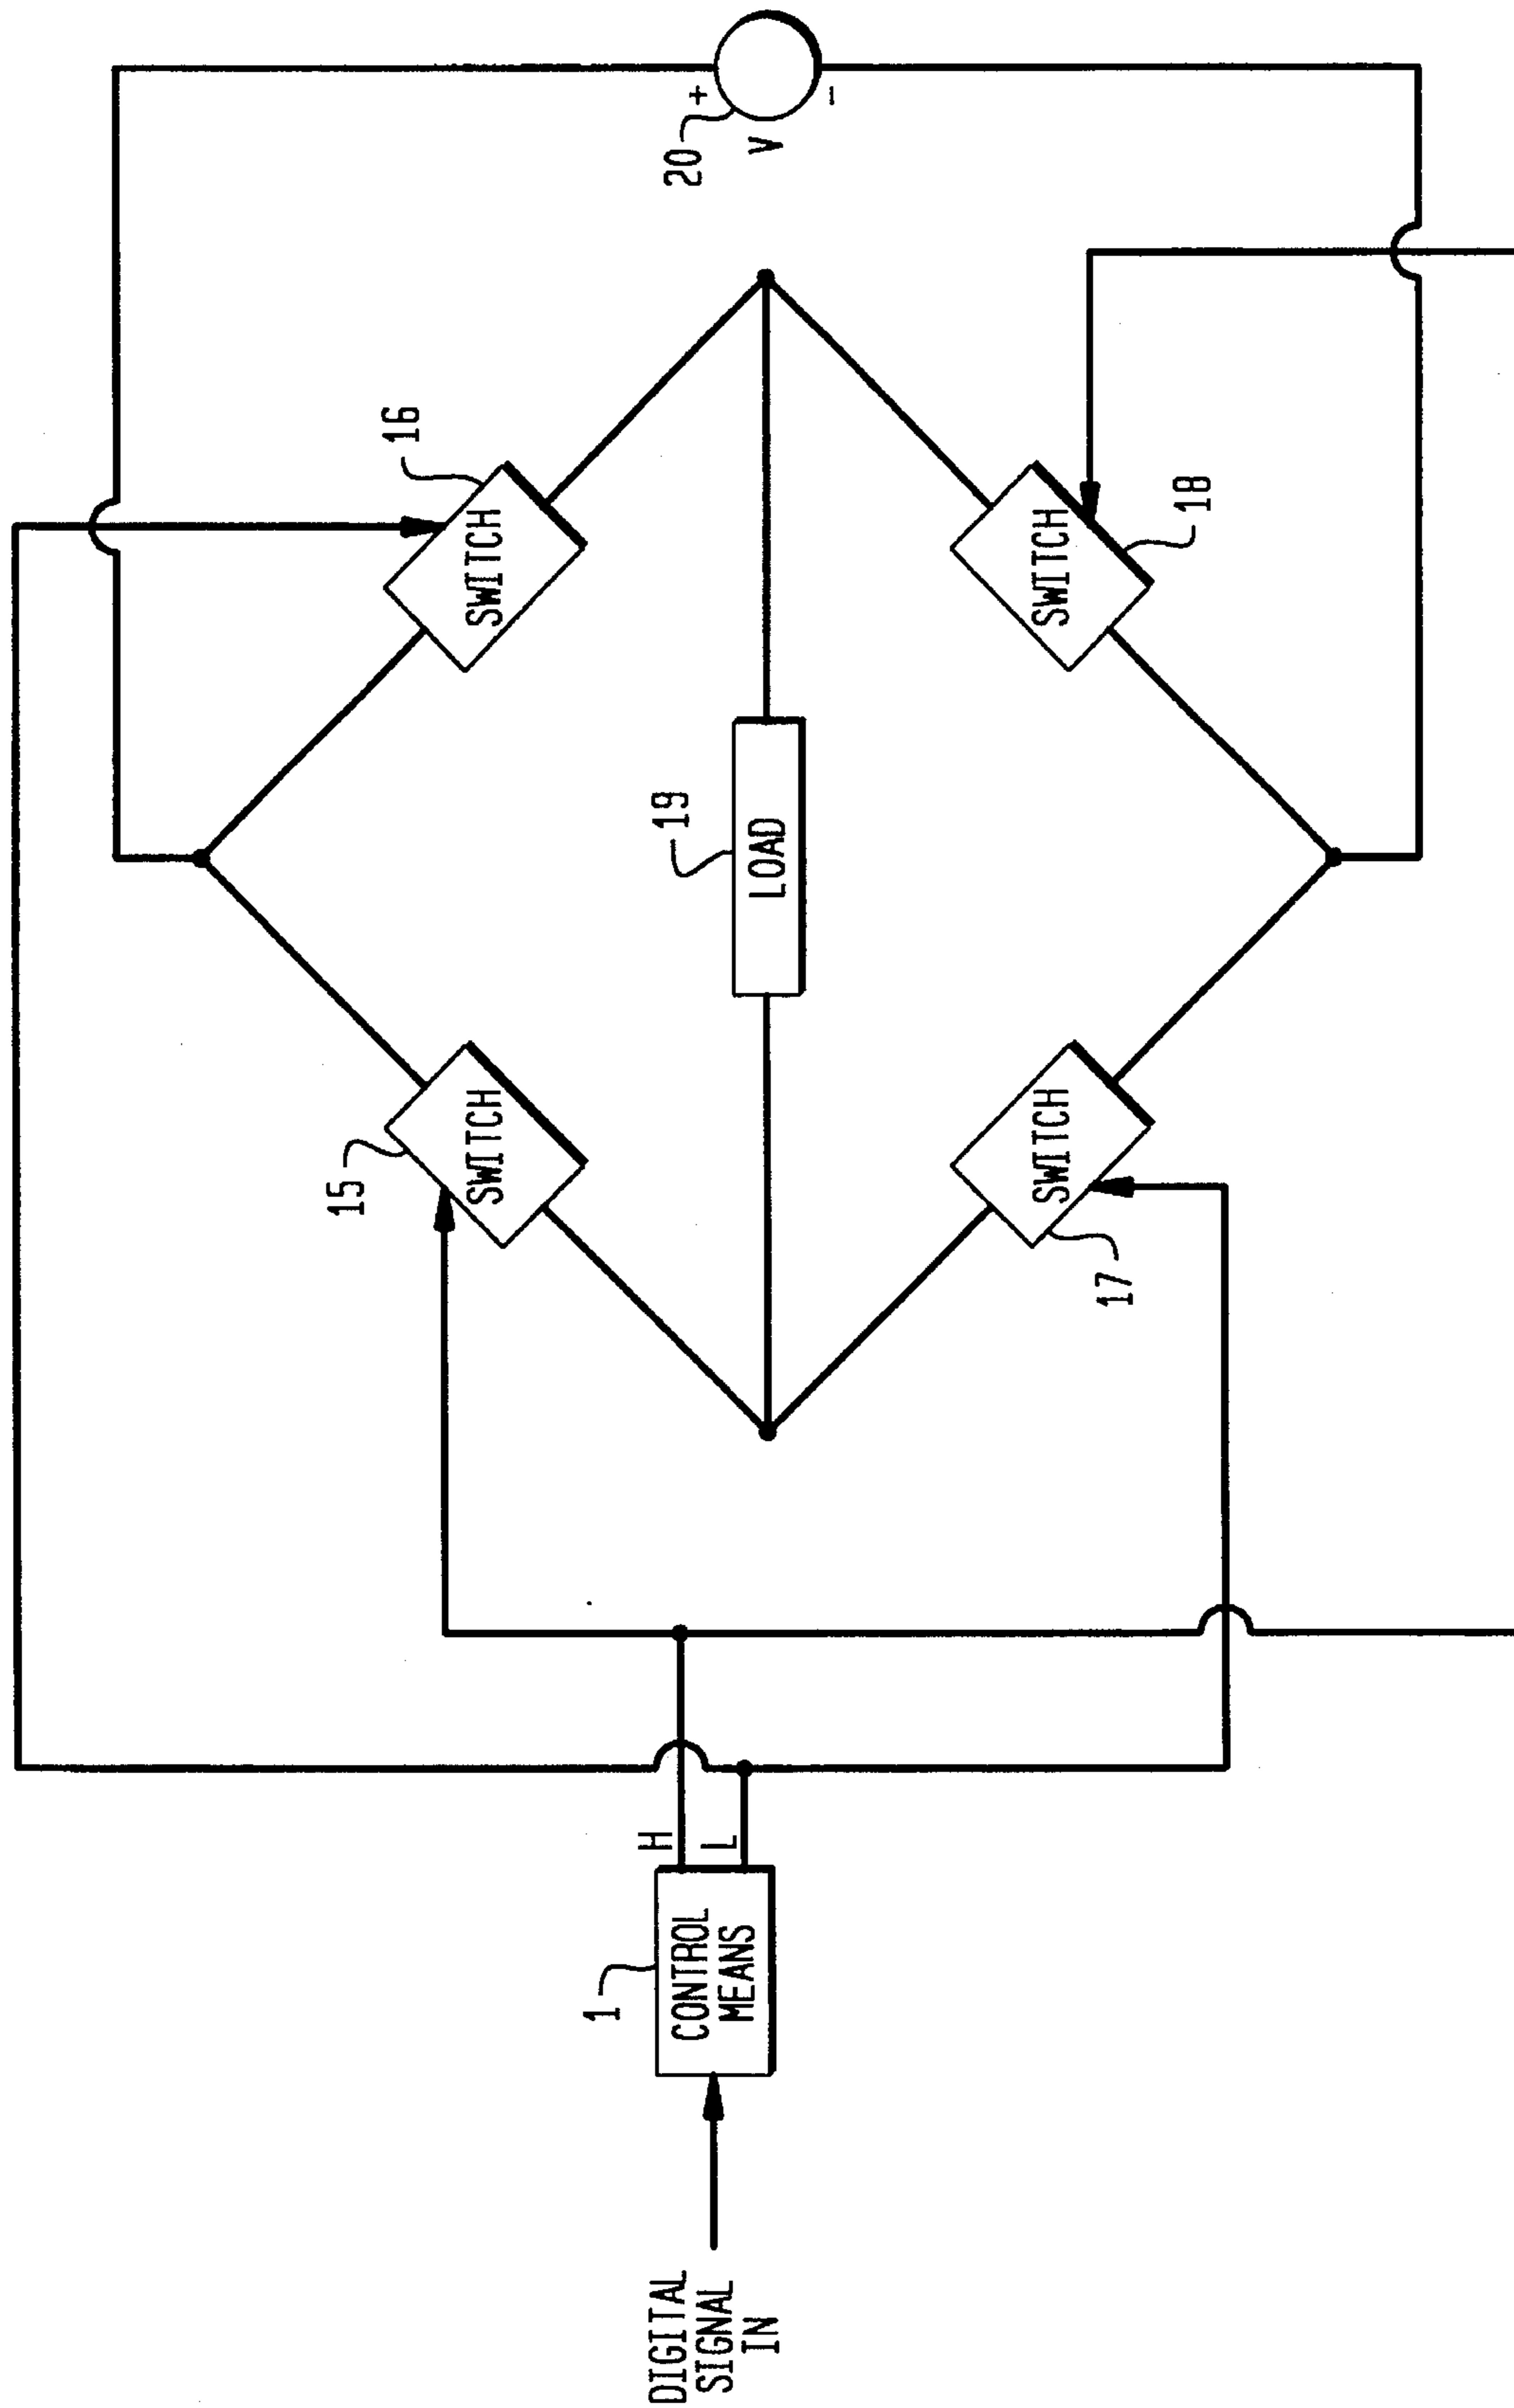 DIGITAL
SIGNAL
IN
1
CONTROL
MEANS
H
L
15
SWITCH
16
SWITCH
17
SWITCH
18
SWITCH
19
LOAD
20
+
V
-